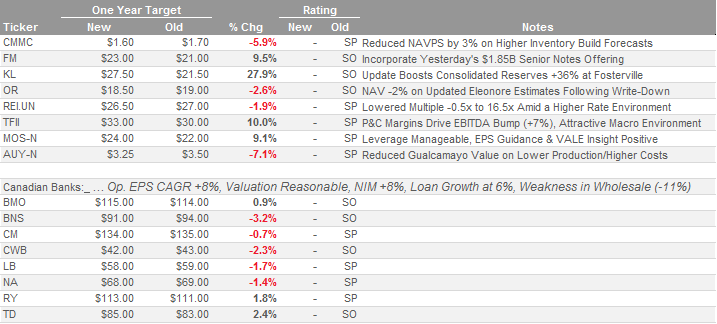 One Year Target Rating
Ticker New Old % Chg New Old Notes
CMMC $1.60 $1.70 -5.9% - SP Reduced NAVPS by 3% on Higher Inventory Build Forecasts
FM $23.00 $21.00 9.5% - SO Incorporate Yesterday's $1.85B Senior Notes Offering
KL $27.50 $21.50 27.9% - SO Update Boosts Consolidated Reserves +36% at Fosterville
OR $18.50 $19.00 -2.6% - SO NAV -2% on Updated Eleonore Estimates Following Write-Down
REI.UN $26.50 $27.00 -1.9% - SP Lowered Multiple -0.5x to 16.5x Amid a Higher Rate Environment
TFII $33.00 $30.00 10.0% - SP P&C Margins Drive EBITDA Bump (+7%), Attractive Macro Environment
MOS-N $24.00 $22.00 9.1% - SP Leverage Manageable, EPS Guidance & VALE Insight Positive
AUY-N $3.25 $3.50 -7.1% - SP Reduced Gualcamayo Value on Lower Production/Higher Costs
Canadian Banks:_ … Op. EPS CAGR +8%, Valuation Reasonable, NIM +8%, Loan Growth at 6%, Weakness in Wholesale (-11%)
BMO $115.00 $114.00 0.9% - SO
BNS $91.00 $94.00 -3.2% - SO
CM $134.00 $135.00 -0.7% - SP
CWB $42.00 $43.00 -2.3% - SO
LB $58.00 $59.00 -1.7% - SP
NA $68.00 $69.00 -1.4% - SP
RY $113.00 $111.00 1.8% - SP
TD $85.00 $83.00 2.4% - SO